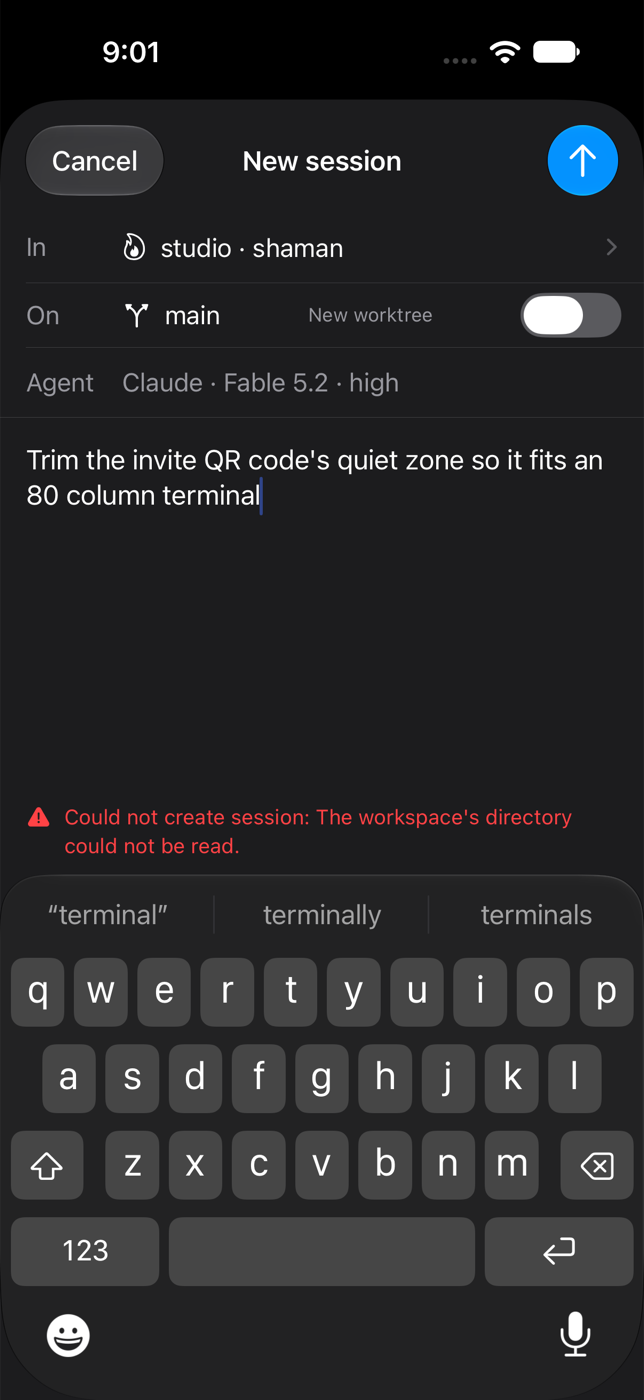 9:01
Cancel
New session
In
studio · shaman
On
main
New worktree
Agent
Claude · Fable 5.2 · high
Trim the invite QR code's quiet zone so it fits an
80 column terminal
Could not create session: The workspace's directory
could not be read.
“terminal”
terminally
terminals
q w e r t y u i o p
a s d f g h j k l
z x c v b n m
123